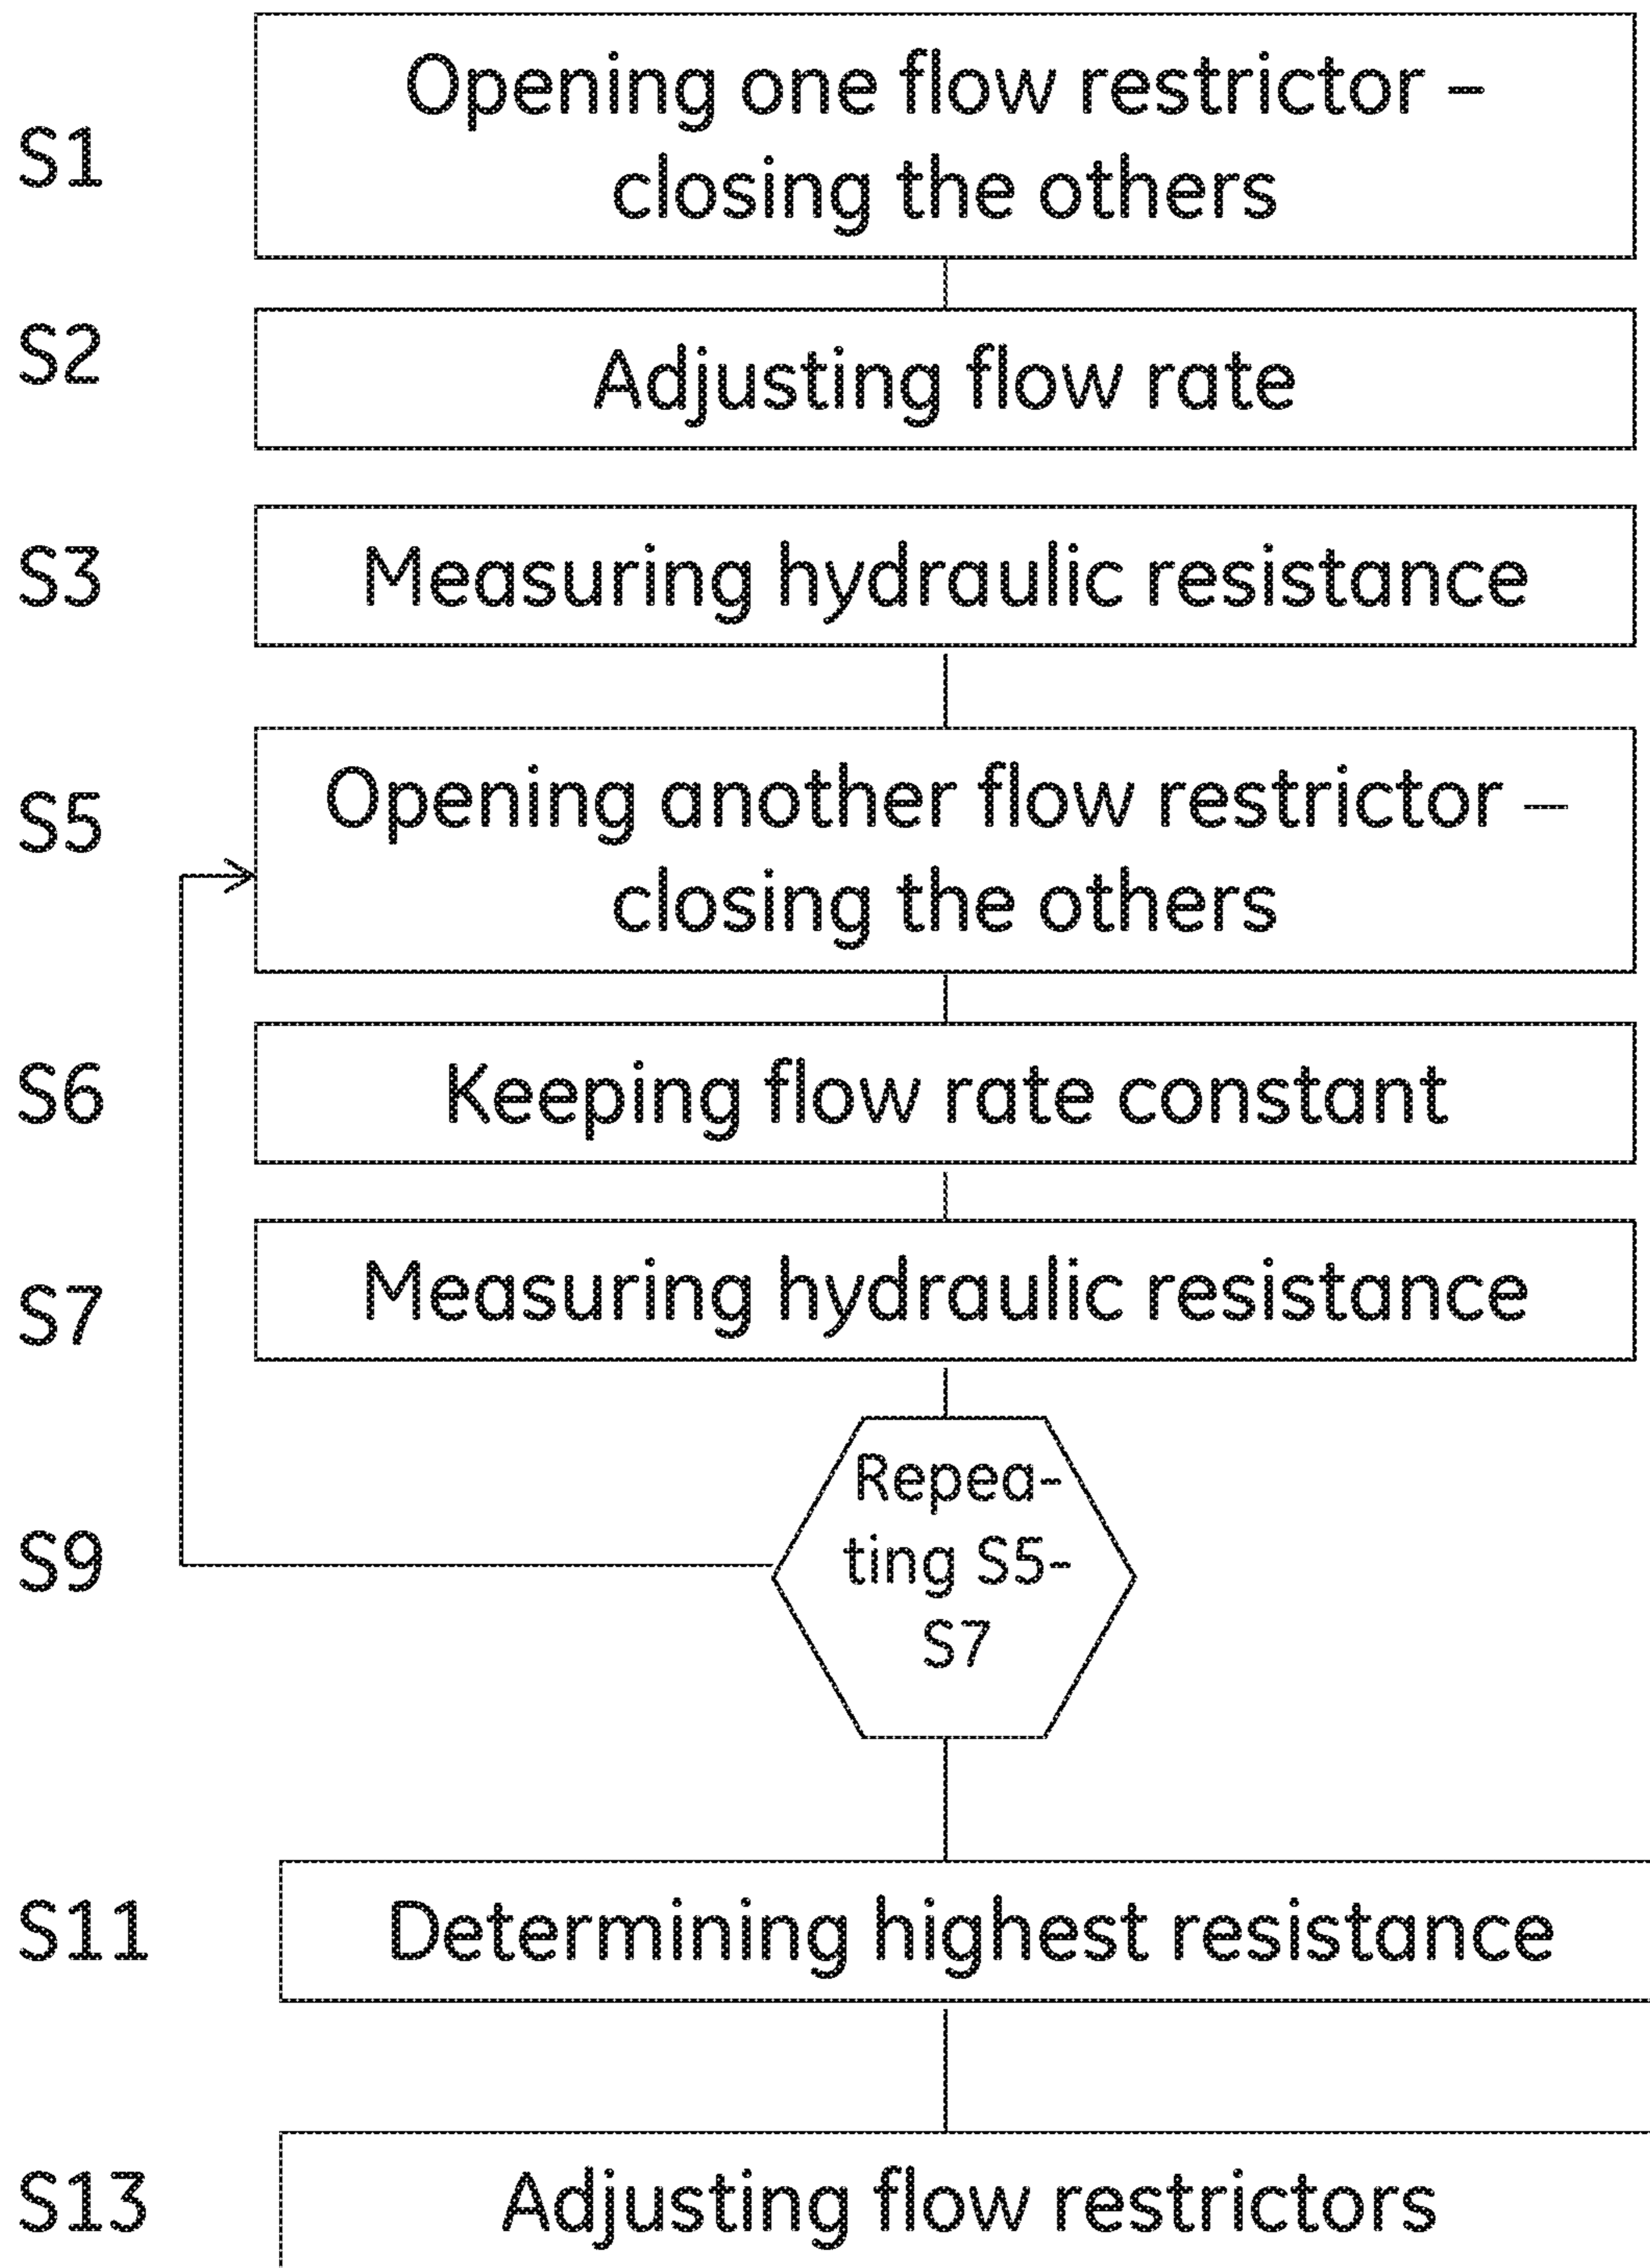 S1
Opening one flow restrictor –
closing the others
S2
Adjusting flow rate
S3
Measuring hydraulic resistance
S5
Opening another flow restrictor –
closing the others
S6
Keeping flow rate constant
S7
Measuring hydraulic resistance
S9
Repea-
ting S5-
S7
S11
Determining highest resistance
S13
Adjusting flow restrictors